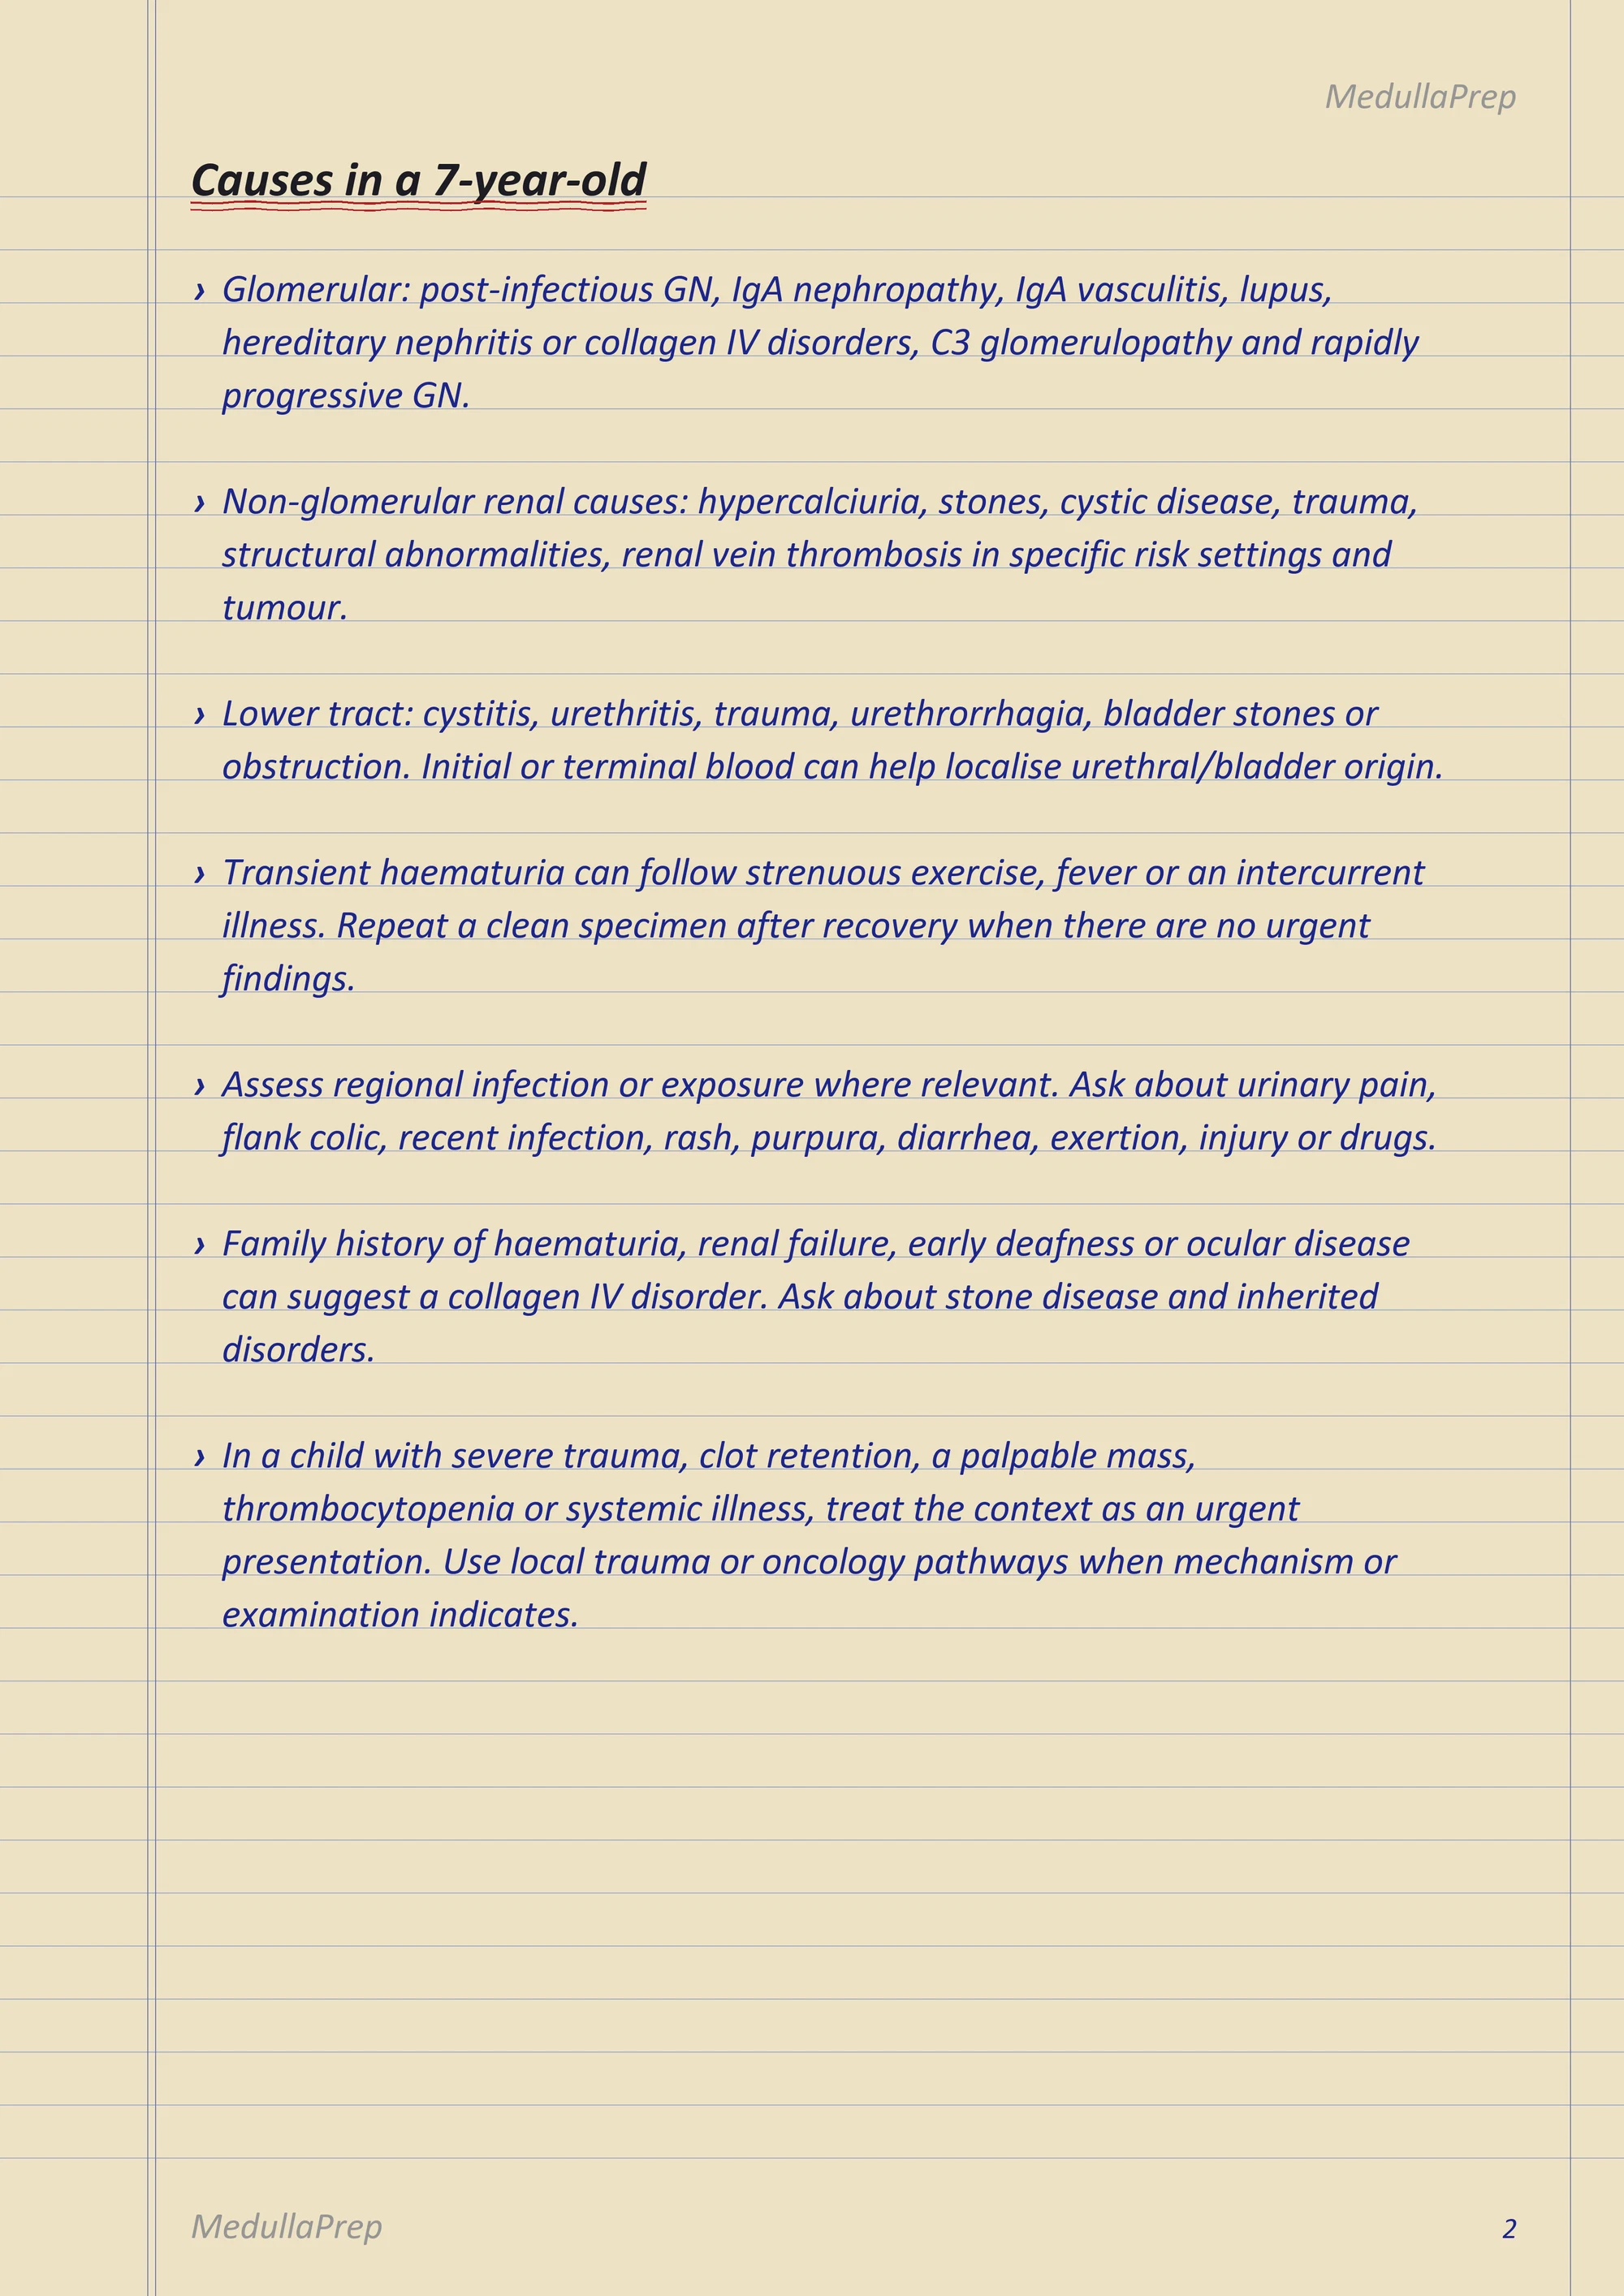 MedullaPrep
Causes in a 7-year-old
› Glomerular: post-infectious GN, IgA nephropathy, IgA vasculitis, lupus,
hereditary nephritis or collagen IV disorders, C3 glomerulopathy and rapidly
progressive GN.
› Non-glomerular renal causes: hypercalciuria, stones, cystic disease, trauma,
structural abnormalities, renal vein thrombosis in specific risk settings and
tumour.
› Lower tract: cystitis, urethritis, trauma, urethrorrhagia, bladder stones or
obstruction. Initial or terminal blood can help localise urethral/bladder origin.
› Transient haematuria can follow strenuous exercise, fever or an intercurrent
illness. Repeat a clean specimen after recovery when there are no urgent
findings.
› Assess regional infection or exposure where relevant. Ask about urinary pain,
flank colic, recent infection, rash, purpura, diarrhea, exertion, injury or drugs.
› Family history of haematuria, renal failure, early deafness or ocular disease
can suggest a collagen IV disorder. Ask about stone disease and inherited
disorders.
› In a child with severe trauma, clot retention, a palpable mass,
thrombocytopenia or systemic illness, treat the context as an urgent
presentation. Use local trauma or oncology pathways when mechanism or
examination indicates.
MedullaPrep
2